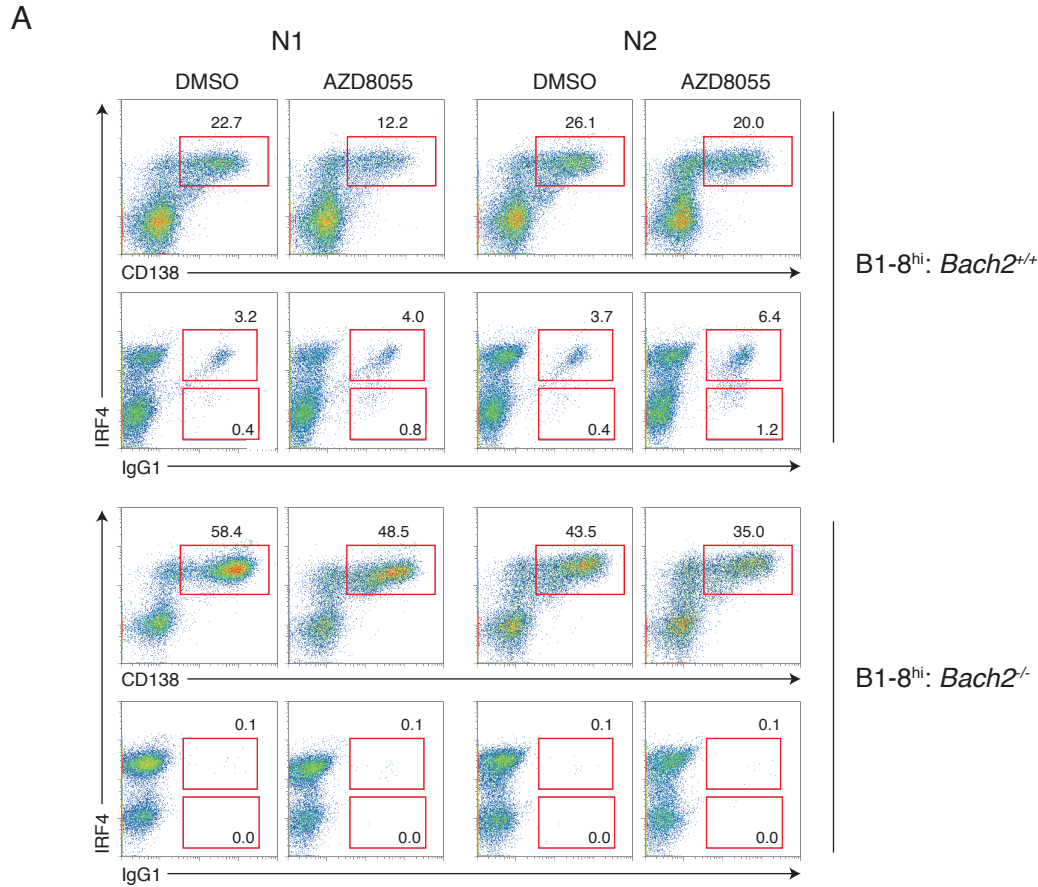 A
N1 N2
DMSO AZD8055 DMSO AZD8055
22.7 12.2 26.1 20.0
IRF4
CD138
B1-8hi: Bach2+/+
3.2 4.0 3.7 6.4
0.4 0.8 0.4 1.2
IgG1
58.4 48.5 43.5 35.0
CD138
B1-8hi: Bach2-/-
0.1 0.1 0.1 0.1
IRF4
0.0 0.0 0.0 0.0
IgG1